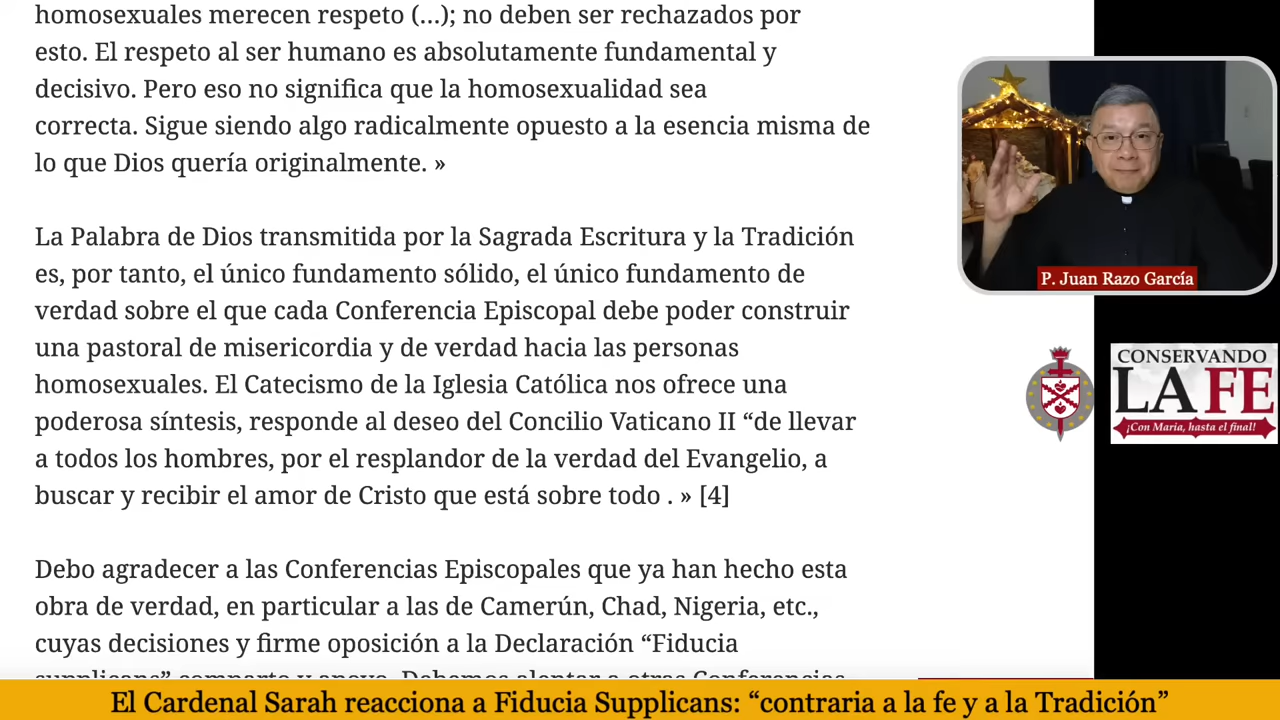 homosexuales merecen respeto (...); no deben ser rechazados por
esto. El respeto al ser humano es absolutamente fundamental y
decisivo. Pero eso no significa que la homosexualidad sea
correcta. Sigue siendo algo radicalmente opuesto a la esencia misma de
lo que Dios quería originalmente. »
La Palabra de Dios transmitida por la Sagrada Escritura y la Tradición
es, por tanto, el único fundamento sólido, el único fundamento de
verdad sobre el que cada Conferencia Episcopal debe poder construir
una pastoral de misericordia y de verdad hacia las personas
homosexuales. El Catecismo de la Iglesia Católica nos ofrece una
poderosa síntesis, responde al deseo del Concilio Vaticano II “de llevar
a todos los hombres, por el resplandor de la verdad del Evangelio, a
buscar y recibir el amor de Cristo que está sobre todo . » [4]
Debo agradecer a las Conferencias Episcopales que ya han hecho esta
obra de verdad, en particular a las de Camerún, Chad, Nigeria, etc.,
cuyas decisiones y firme oposición a la Declaración “Fiducia
supplicans” comparto y apoyo. Debemos alentar a otras Conferencias
P. Juan Razo García
CONSERVANDO
LA FE
¡Con Maria, hasta el final!
El Cardenal Sarah reacciona a Fiducia Supplicans: “contraria a la fe y a la Tradición”